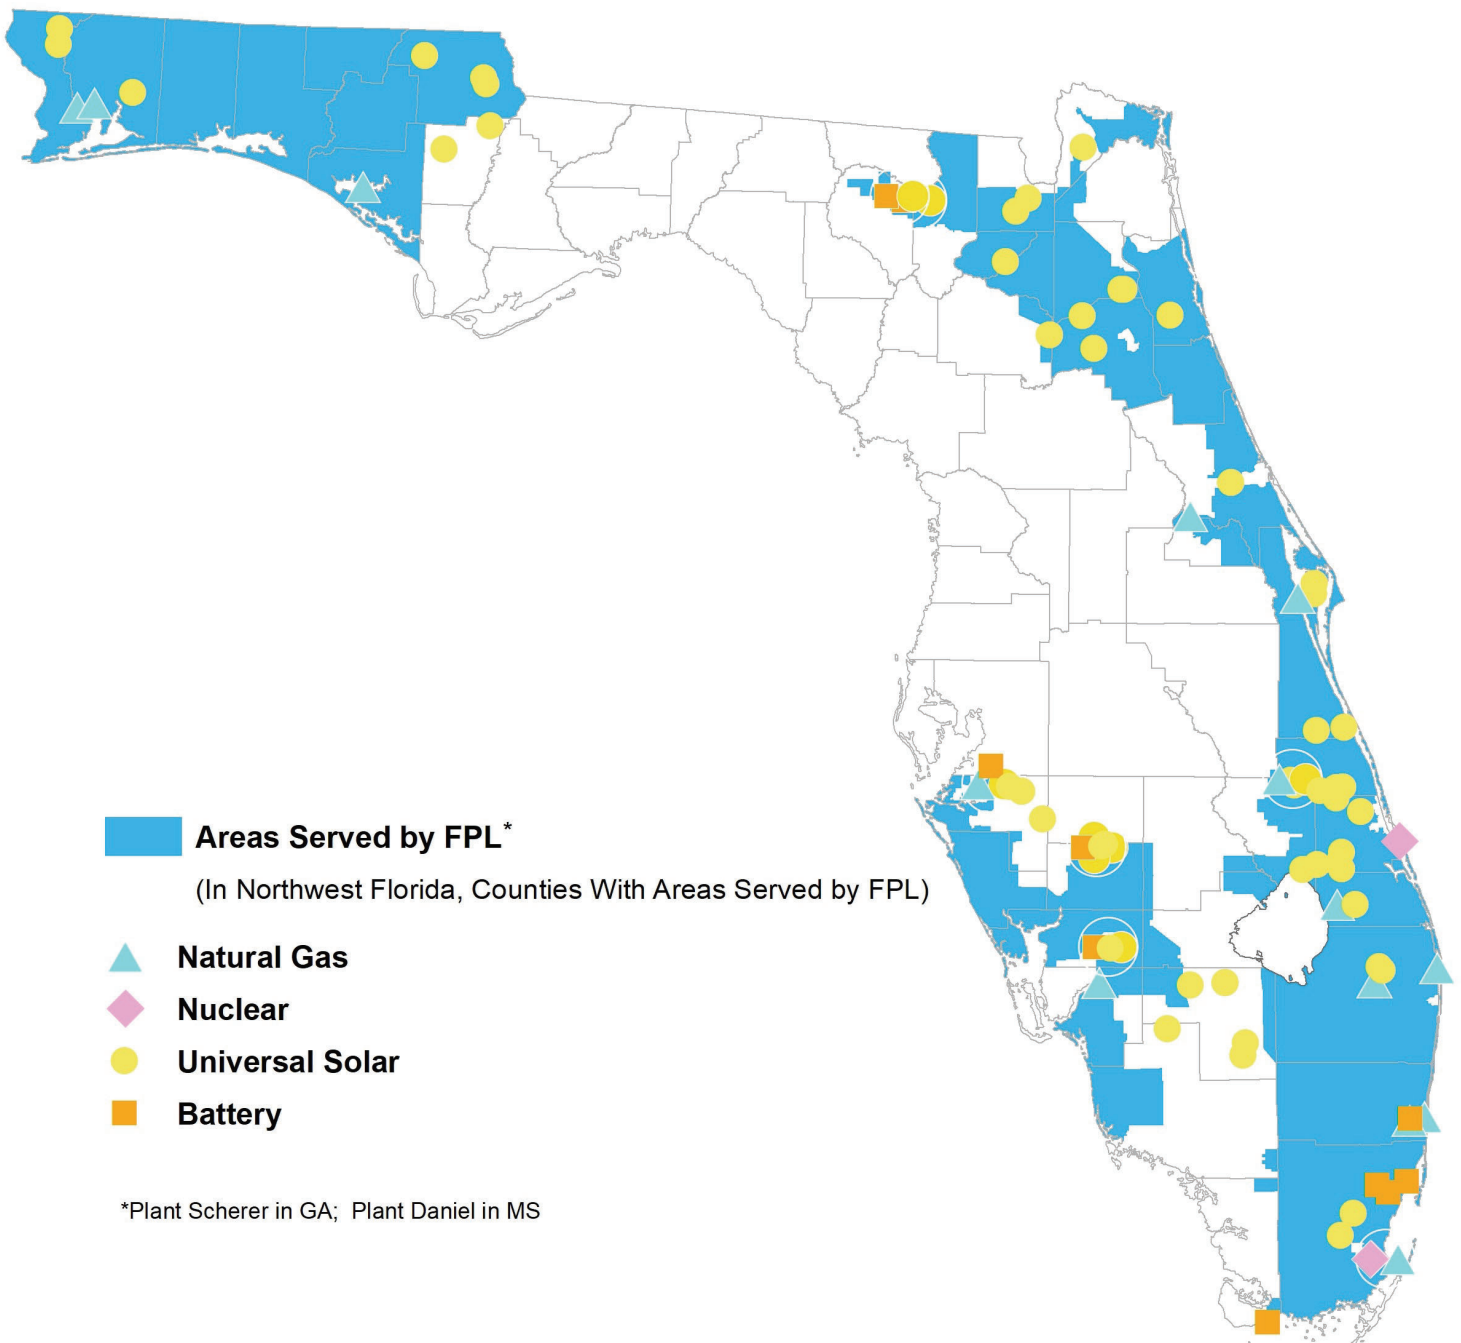 Areas Served by FPL*
(In Northwest Florida, Counties With Areas Served by FPL)
Natural Gas
Nuclear
Universal Solar
Battery
*Plant Scherer in GA; Plant Daniel in MS